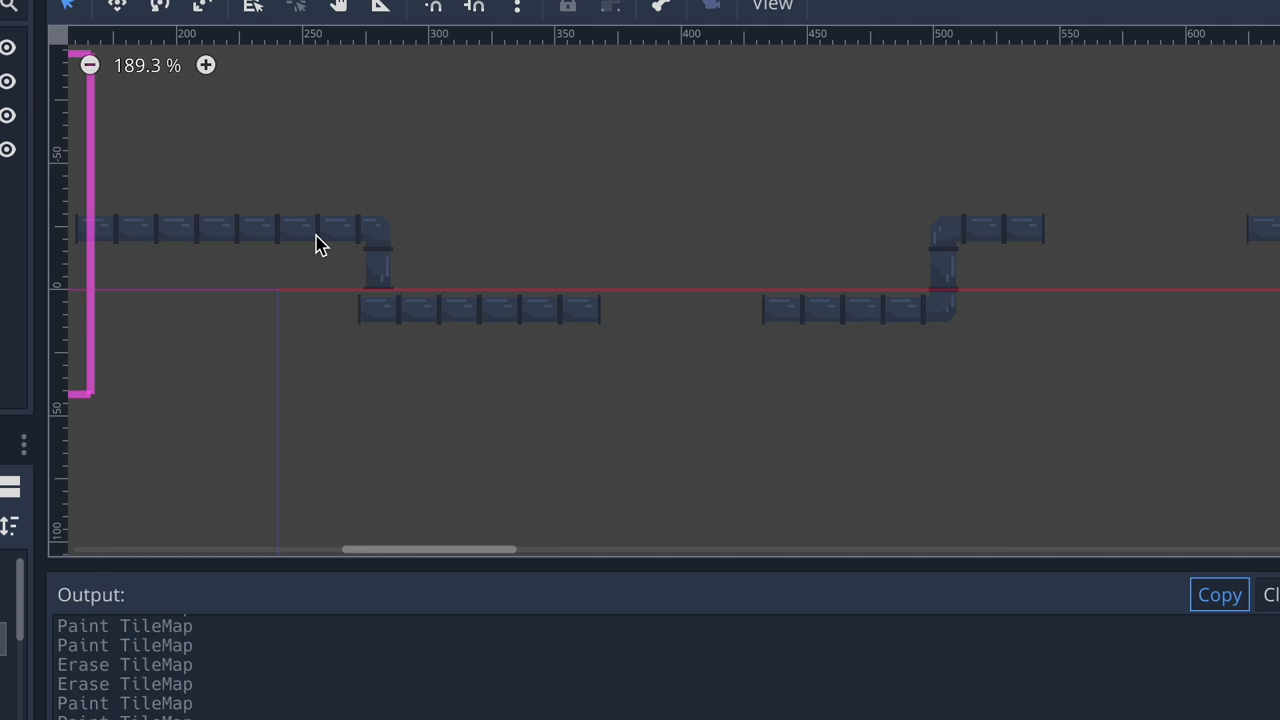 View
200 250 300 350 400 450 500 550 600
189.3 %
-50
0
50
100
Output:
Copy
Cl
Paint TileMap
Paint TileMap
Erase TileMap
Erase TileMap
Paint TileMap